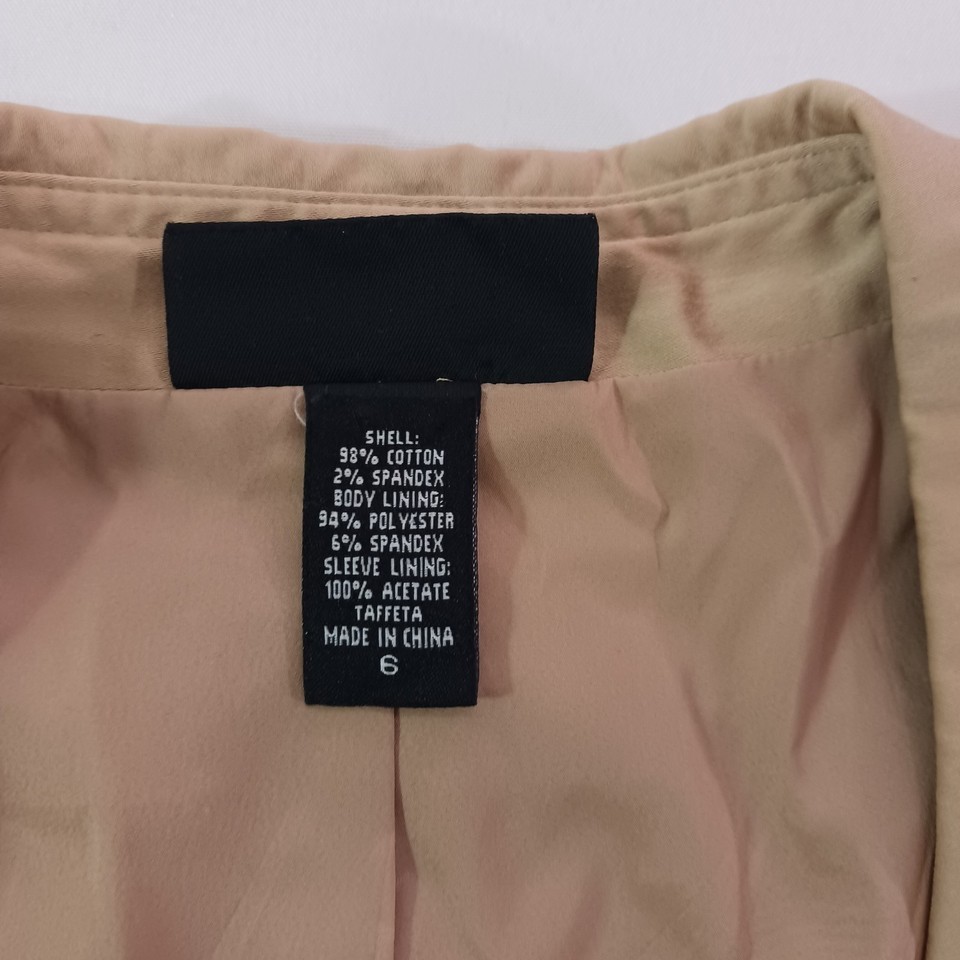 SHELL:
98% COTTON
2% SPANDEX
BODY LINING:
94% POLYESTER
6% SPANDEX
SLEEVE LINING:
100% ACETATE
TAFFETA
MADE IN CHINA
6